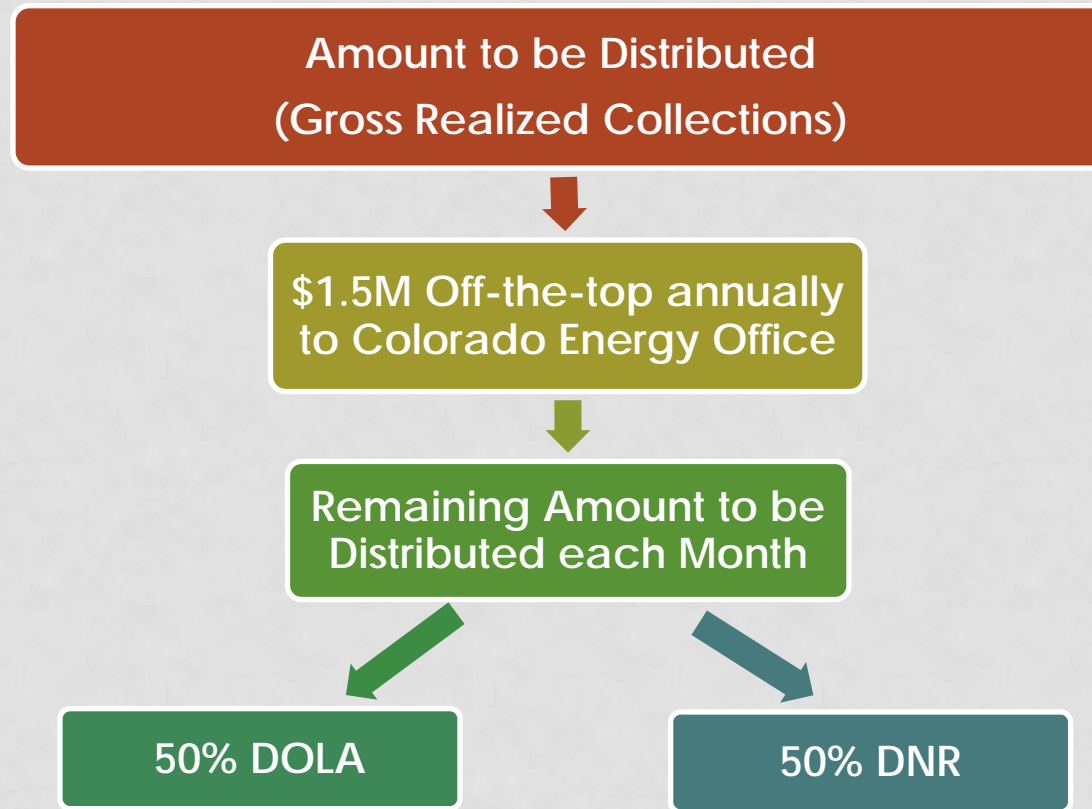 Amount to be Distributed
(Gross Realized Collections)
$1.5M Off-the-top annually
to Colorado Energy Office
Remaining Amount to be
Distributed each Month
50% DOLA
50% DNR